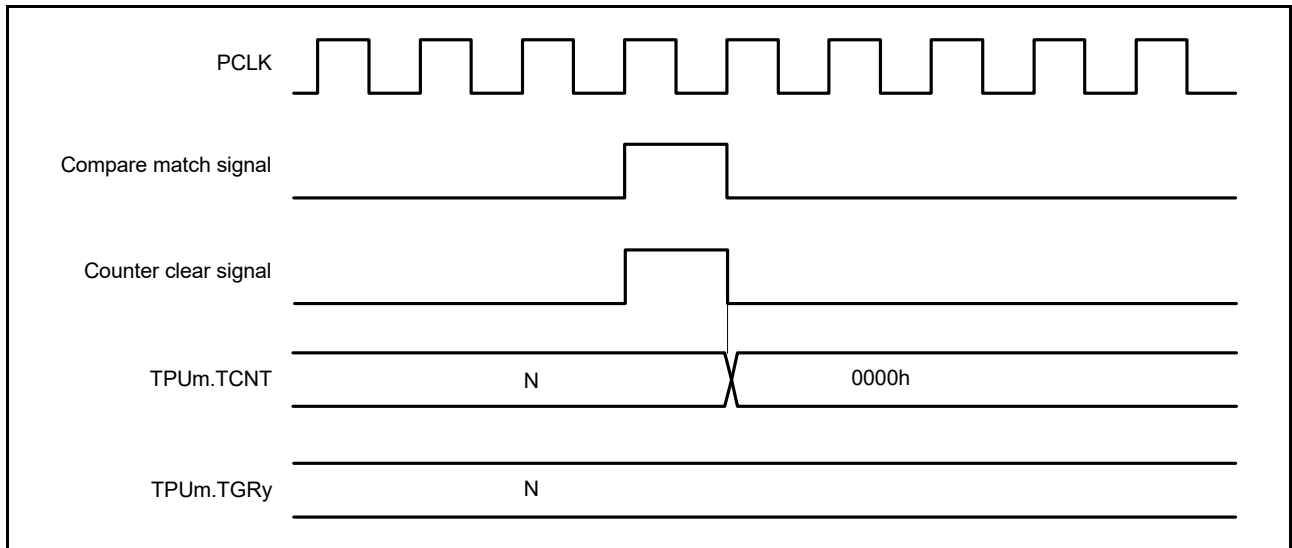 PCLK
Compare match signal
Counter clear signal
TPUm.TCNT N 0000h
TPUm.TGRy N